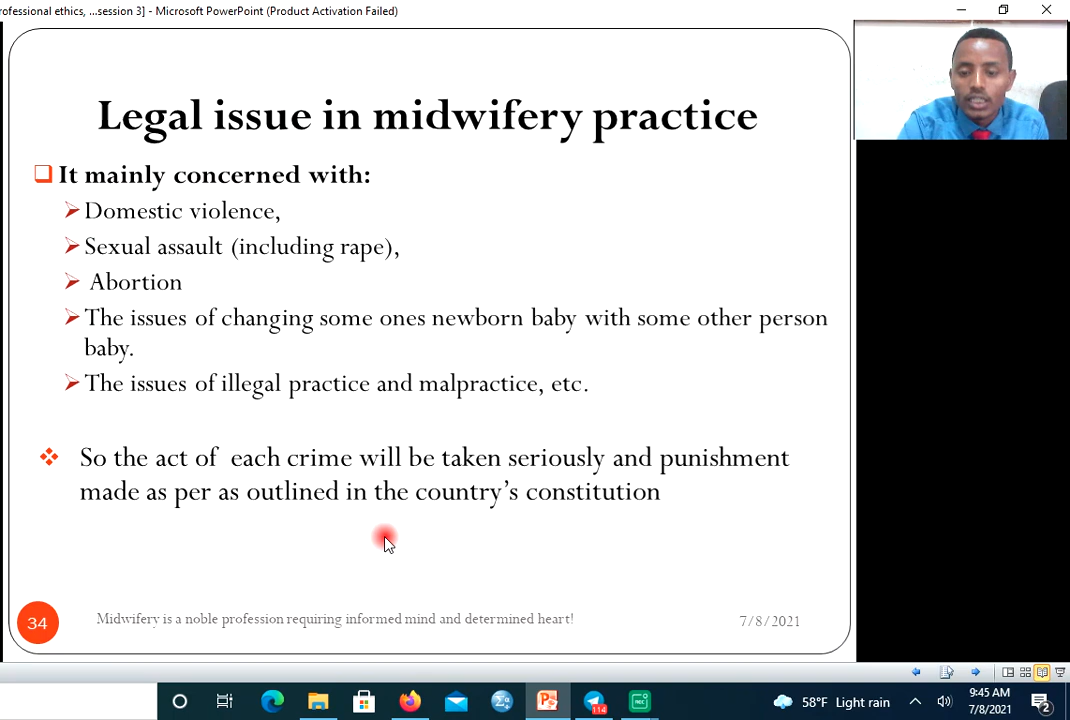 rofessional ethics, ...session 3] - Microsoft PowerPoint (Product Activation Failed)
Legal issue in midwifery practice
It mainly concerned with:
Domestic violence,
Sexual assault (including rape),
Abortion
The issues of changing some ones newborn baby with some other person
baby.
The issues of illegal practice and malpractice, etc.
So the act of each crime will be taken seriously and punishment
made as per as outlined in the country's constitution
34
Midwifery is a noble profession requiring informed mind and determined heart!
7/8/2021
114
REC
58°F Light rain
9:45 AM
7/8/2021
2